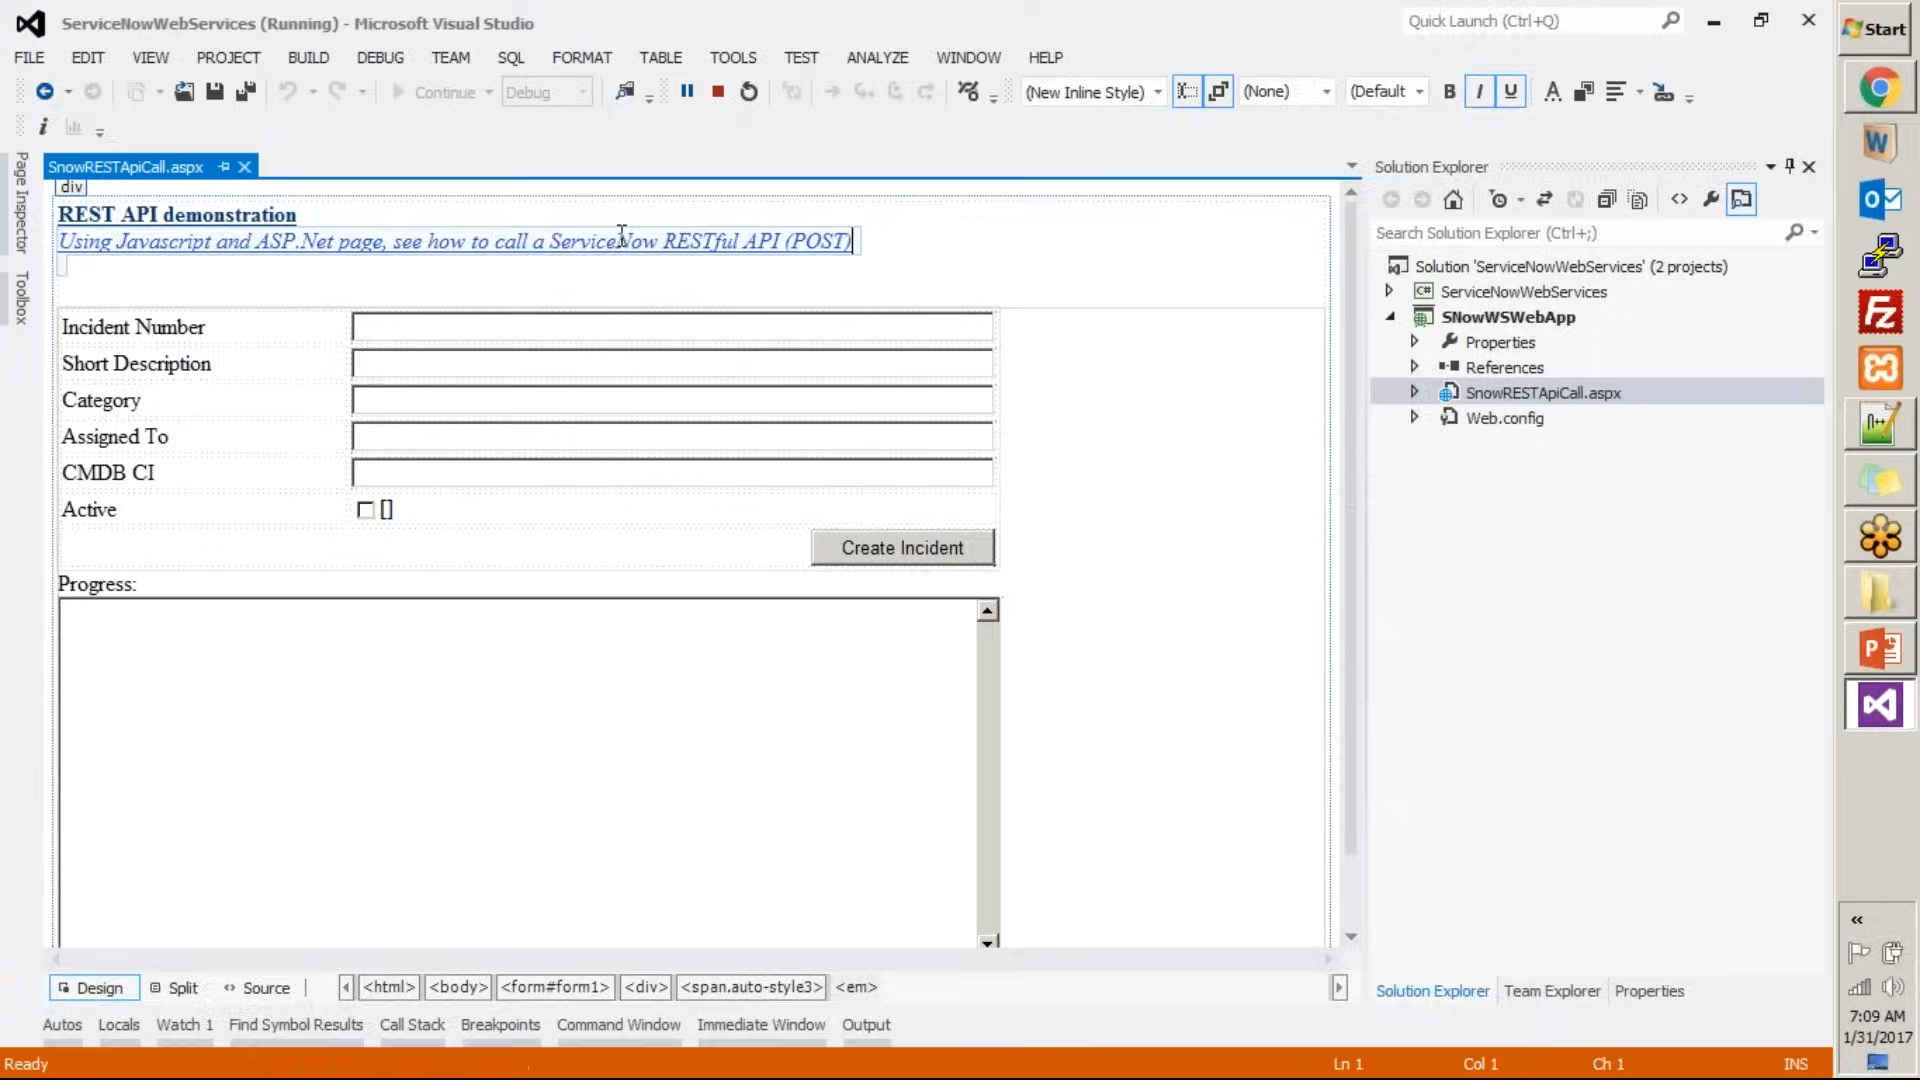 ServiceNowWebServices (Running) - Microsoft Visual Studio
Quick Launch (Ctrl+Q)
Start
FILE EDIT VIEW PROJECT BUILD DEBUG TEAM SQL FORMAT TABLE TOOLS TEST ANALYZE WINDOW HELP
Continue Debug (New Inline Style) (None) (Default B I U A
i
Page Inspector
Toolbox
SnowRESTApiCall.aspx
div
REST API demonstration
Using Javascript and ASP.Net page, see how to call a ServiceNow RESTful API (POST)
Incident Number
Short Description
Category
Assigned To
CMDB CI
Active []
Create Incident
Progress:
Solution Explorer
Search Solution Explorer (Ctrl+;)
Solution 'ServiceNowWebServices' (2 projects)
C# ServiceNowWebServices
SNowWSWebApp
Properties
References
SnowRESTApiCall.aspx
Web.config
Design Split Source <html> <body> <form#form1> <div> <span.auto-style3> <em>
Solution Explorer Team Explorer Properties
Autos Locals Watch 1 Find Symbol Results Call Stack Breakpoints Command Window Immediate Window Output
Ready Ln 1 Col 1 Ch 1 INS
7:09 AM
1/31/2017